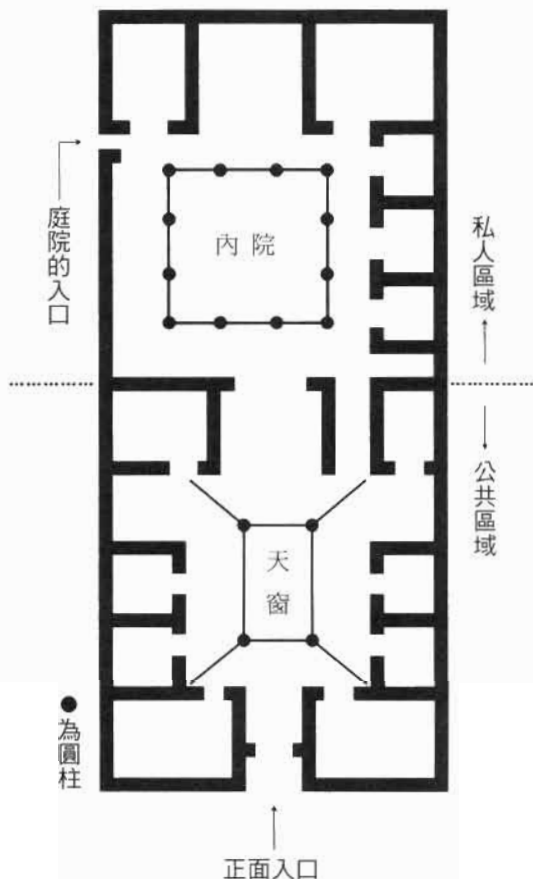 庭院的入口
內院
私人區域
公共區域
天窗
●為圓柱
正面入口